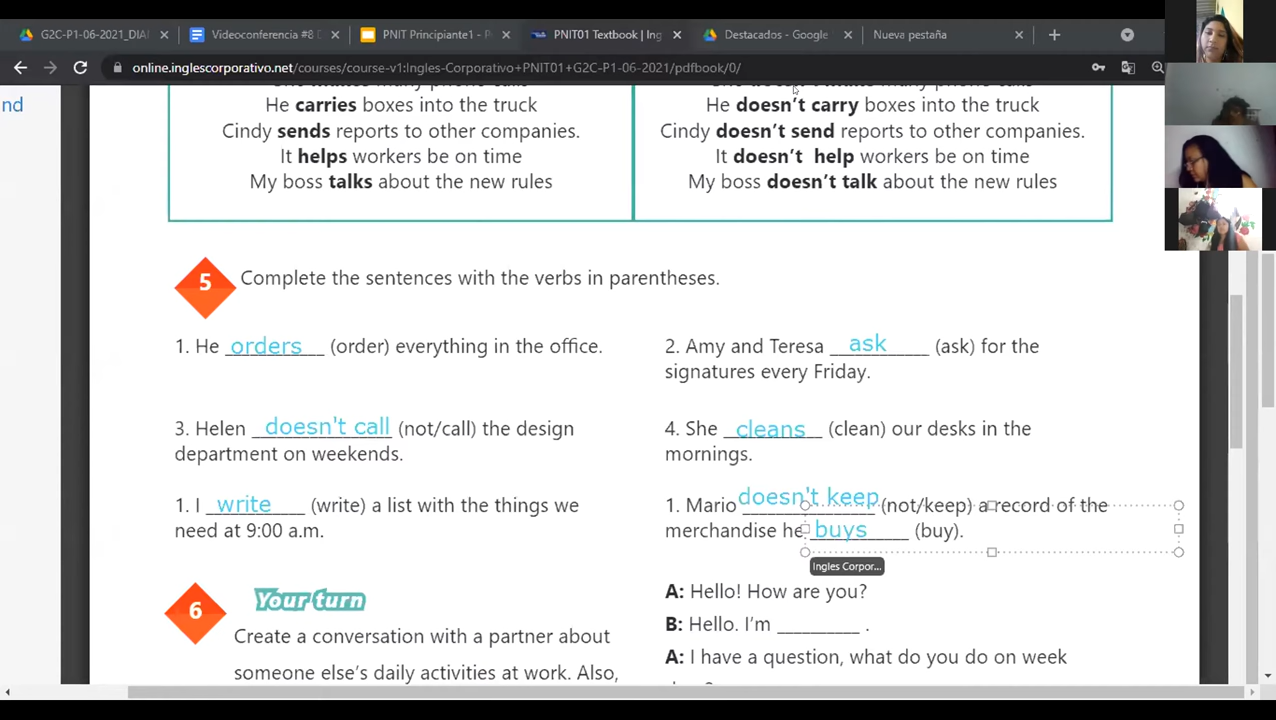 G2C-P1-06-2021_DIAI
Videoconferencia #8 D
PNIT Principiante1 - P
PNIT01 Textbook | Ing
Destacados - Google
Nueva pestaña
online.inglescorporativo.net/courses/course-v1:Ingles-Corporativo+PNIT01+G2C-P1-06-2021/pdfbook/0/
nd
He carries boxes into the truck
Cindy sends reports to other companies.
It helps workers be on time
My boss talks about the new rules
He doesn't carry boxes into the truck
Cindy doesn't send reports to other companies.
It doesn't help workers be on time
My boss doesn't talk about the new rules
5 Complete the sentences with the verbs in parentheses.
1. He orders (order) everything in the office.
2. Amy and Teresa ask (ask) for the
signatures every Friday.
3. Helen doesn't call (not/call) the design
department on weekends.
4. She cleans (clean) our desks in the
mornings.
1. I write (write) a list with the things we
need at 9:00 a.m.
1. Mario doesn't keep (not/keep) a record of the
merchandise he buys (buy).
Ingles Corpor...
6 Your turn
Create a conversation with a partner about
someone else's daily activities at work. Also,
A: Hello! How are you?
B: Hello. I'm __________ .
A: I have a question, what do you do on week